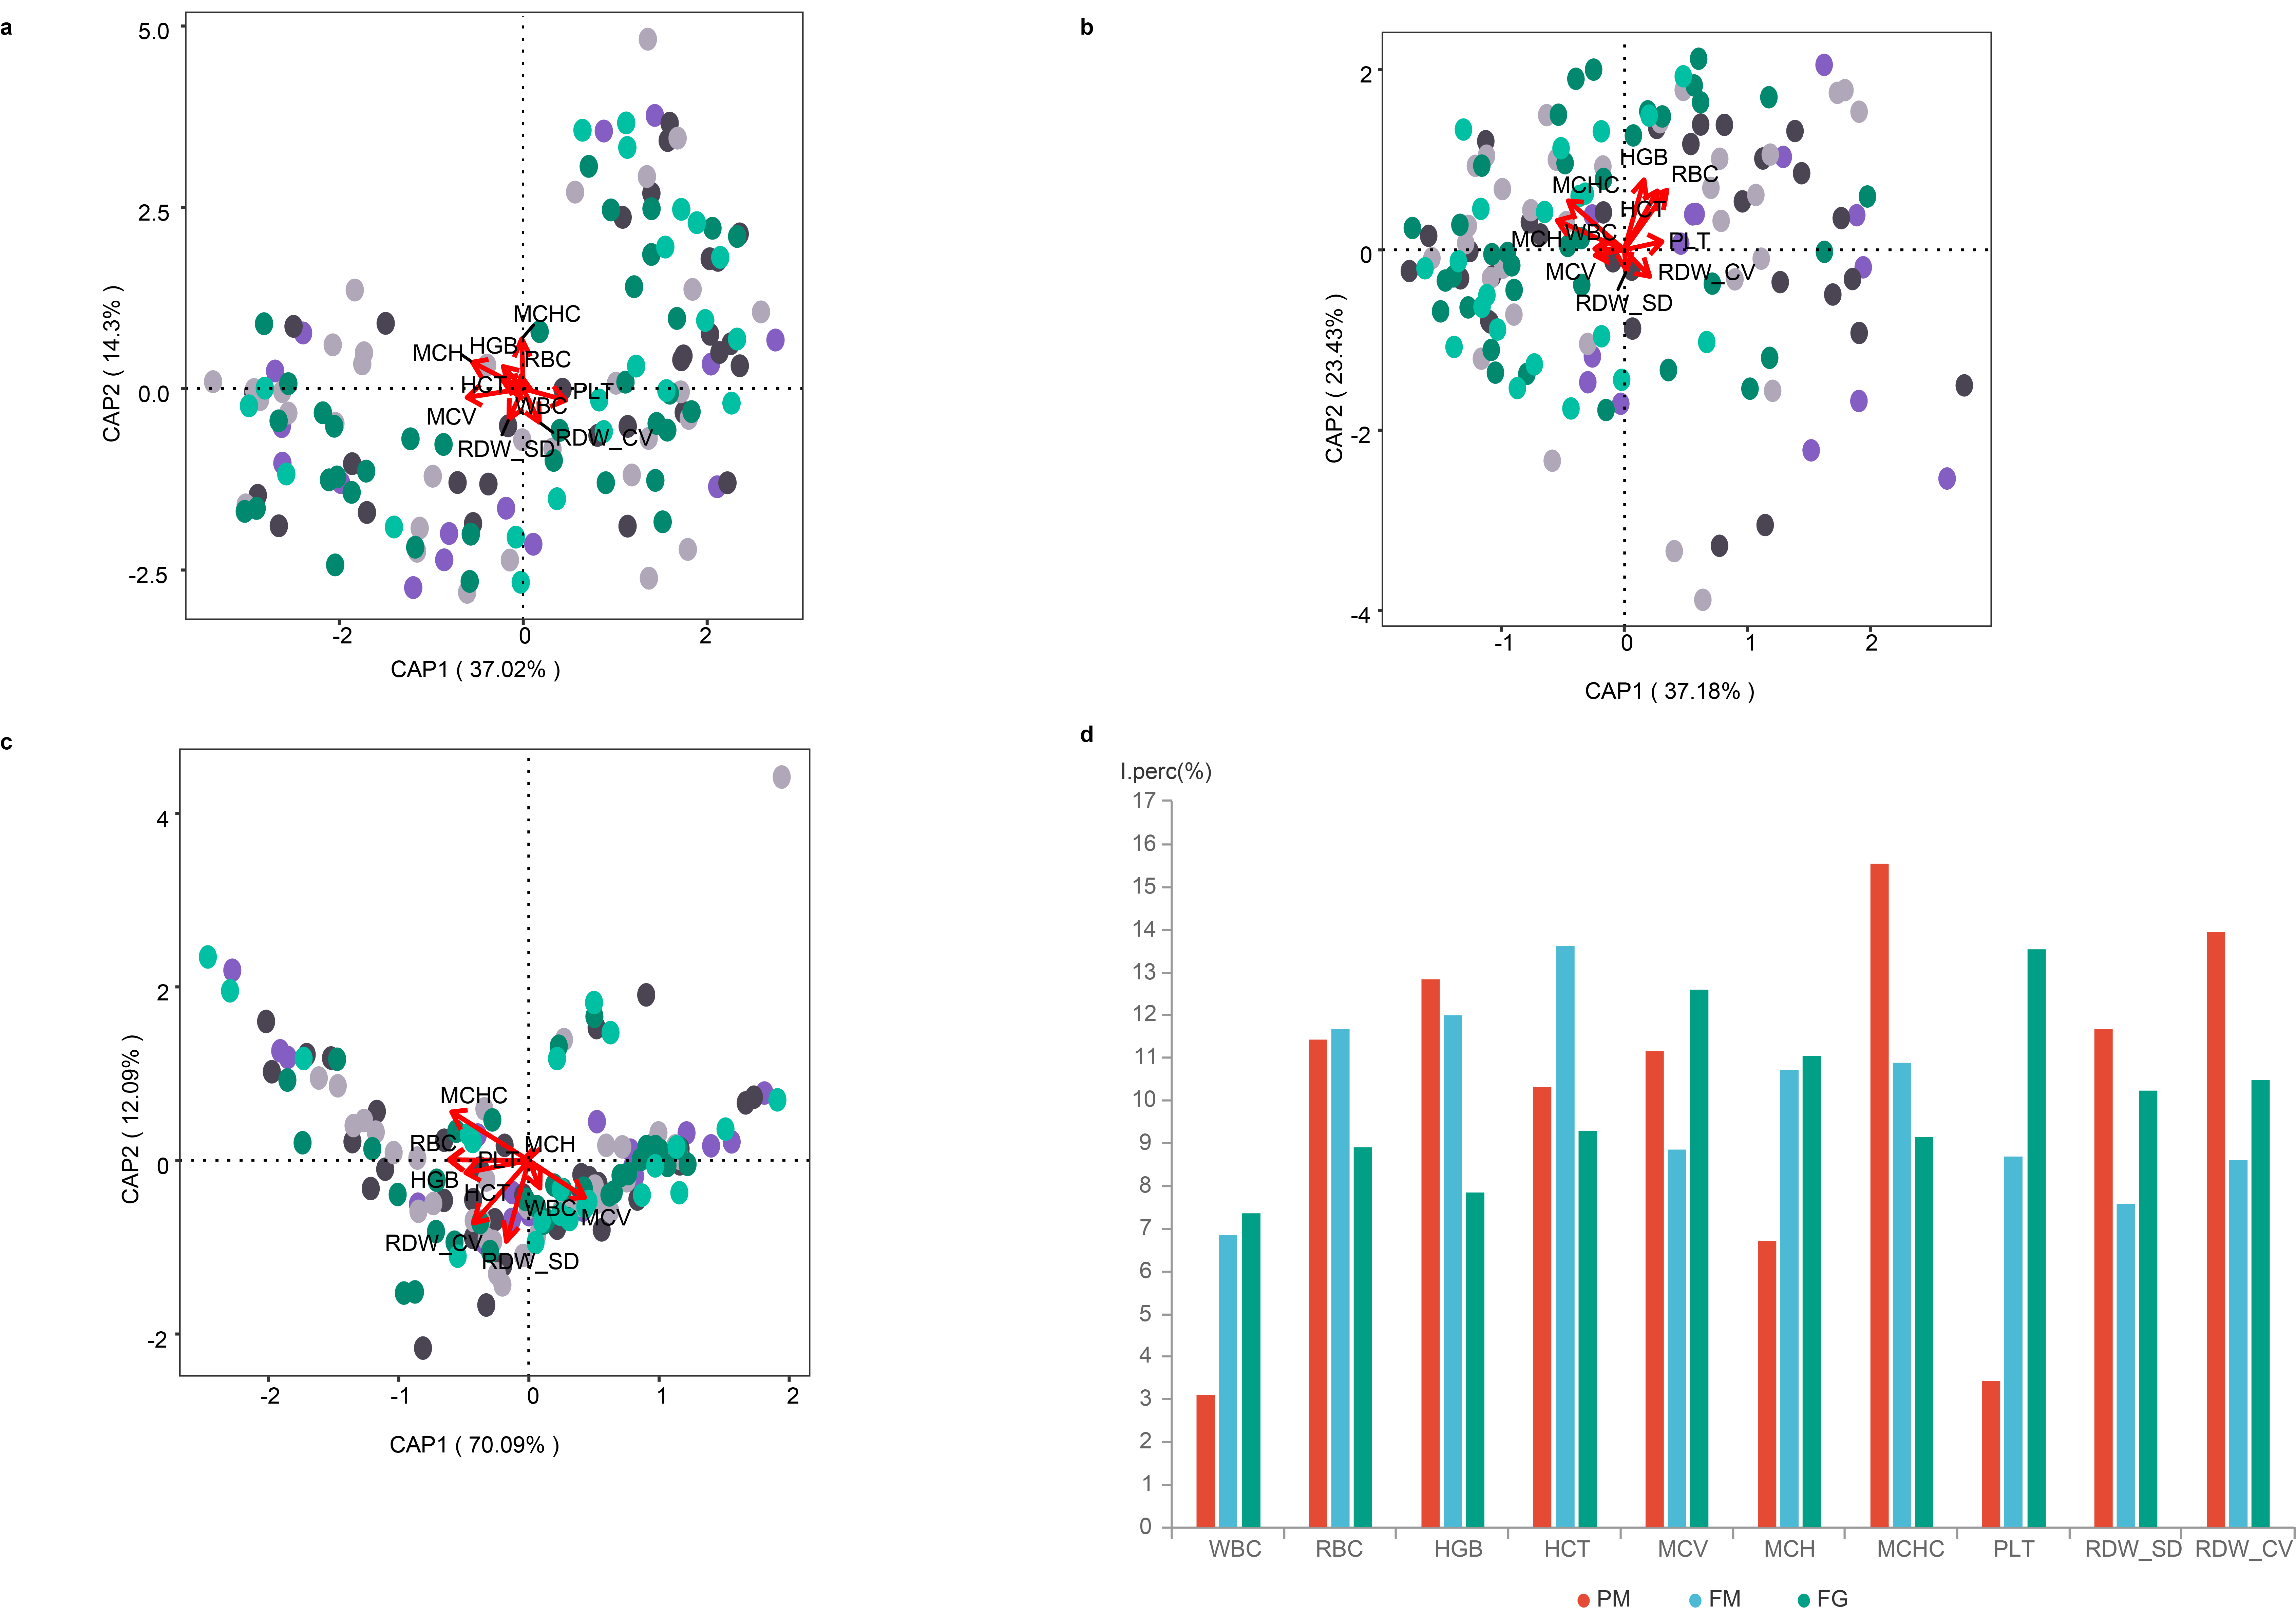 a
5.0
2.5
0.0
-2.5
-2
0
2
CAP2 ( 14.3% )
CAP1 ( 37.02% )
MCHC
MCH
HGB
RBC
HCT
PLT
MCV
WBC
RDW_SD
RDW_CV
b
2
0
-2
-4
-1
0
1
2
CAP2 ( 23.43% )
CAP1 ( 37.18% )
HGB
MCHC
RBC
HCT
MCH
WBC
PLT
MCV
RDW_CV
RDW_SD
c
4
2
0
-2
-2
-1
0
1
2
CAP2 ( 12.09% )
CAP1 ( 70.09% )
MCHC
RBC
MCH
PLT
HGB
HCT
WBC
MCV
RDW_CV
RDW_SD
d
I.perc(%)
17
16
15
14
13
12
11
10
9
8
7
6
5
4
3
2
1
0
WBC RBC HGB HCT MCV MCH MCHC PLT RDW_SD RDW_CV
PM FM FG